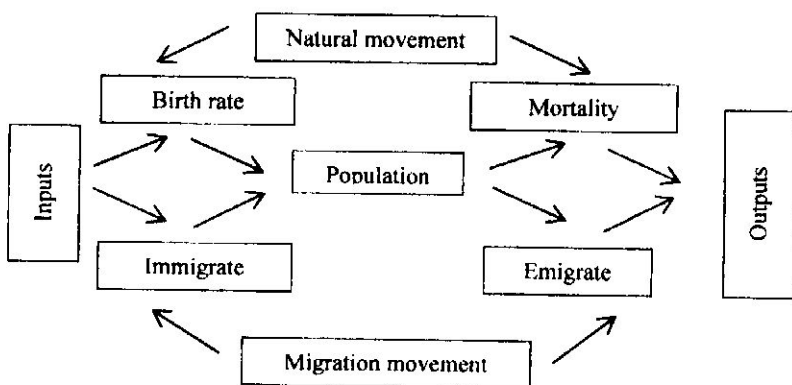 Natural movement
Birth rate
Mortality
Inputs
Population
Outputs
Immigrate
Emigrate
Migration movement